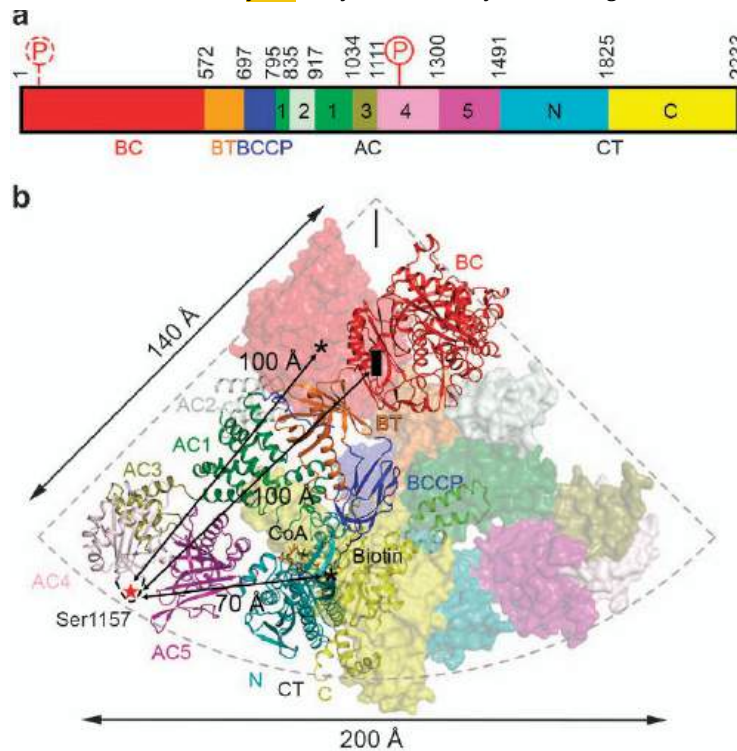 a
P P
1 572 697 795 835 917 1034 1111 1300 1491 1825 2233
1 2 1 3 4 5 N C
BC BT BCCP AC CT
b
BC
140 Å
100 Å
AC2
BT
AC1
AC3
BCCP
100 Å
CoA
Biotin
AC4
70 Å
Ser1157
AC5
N CT C
200 Å